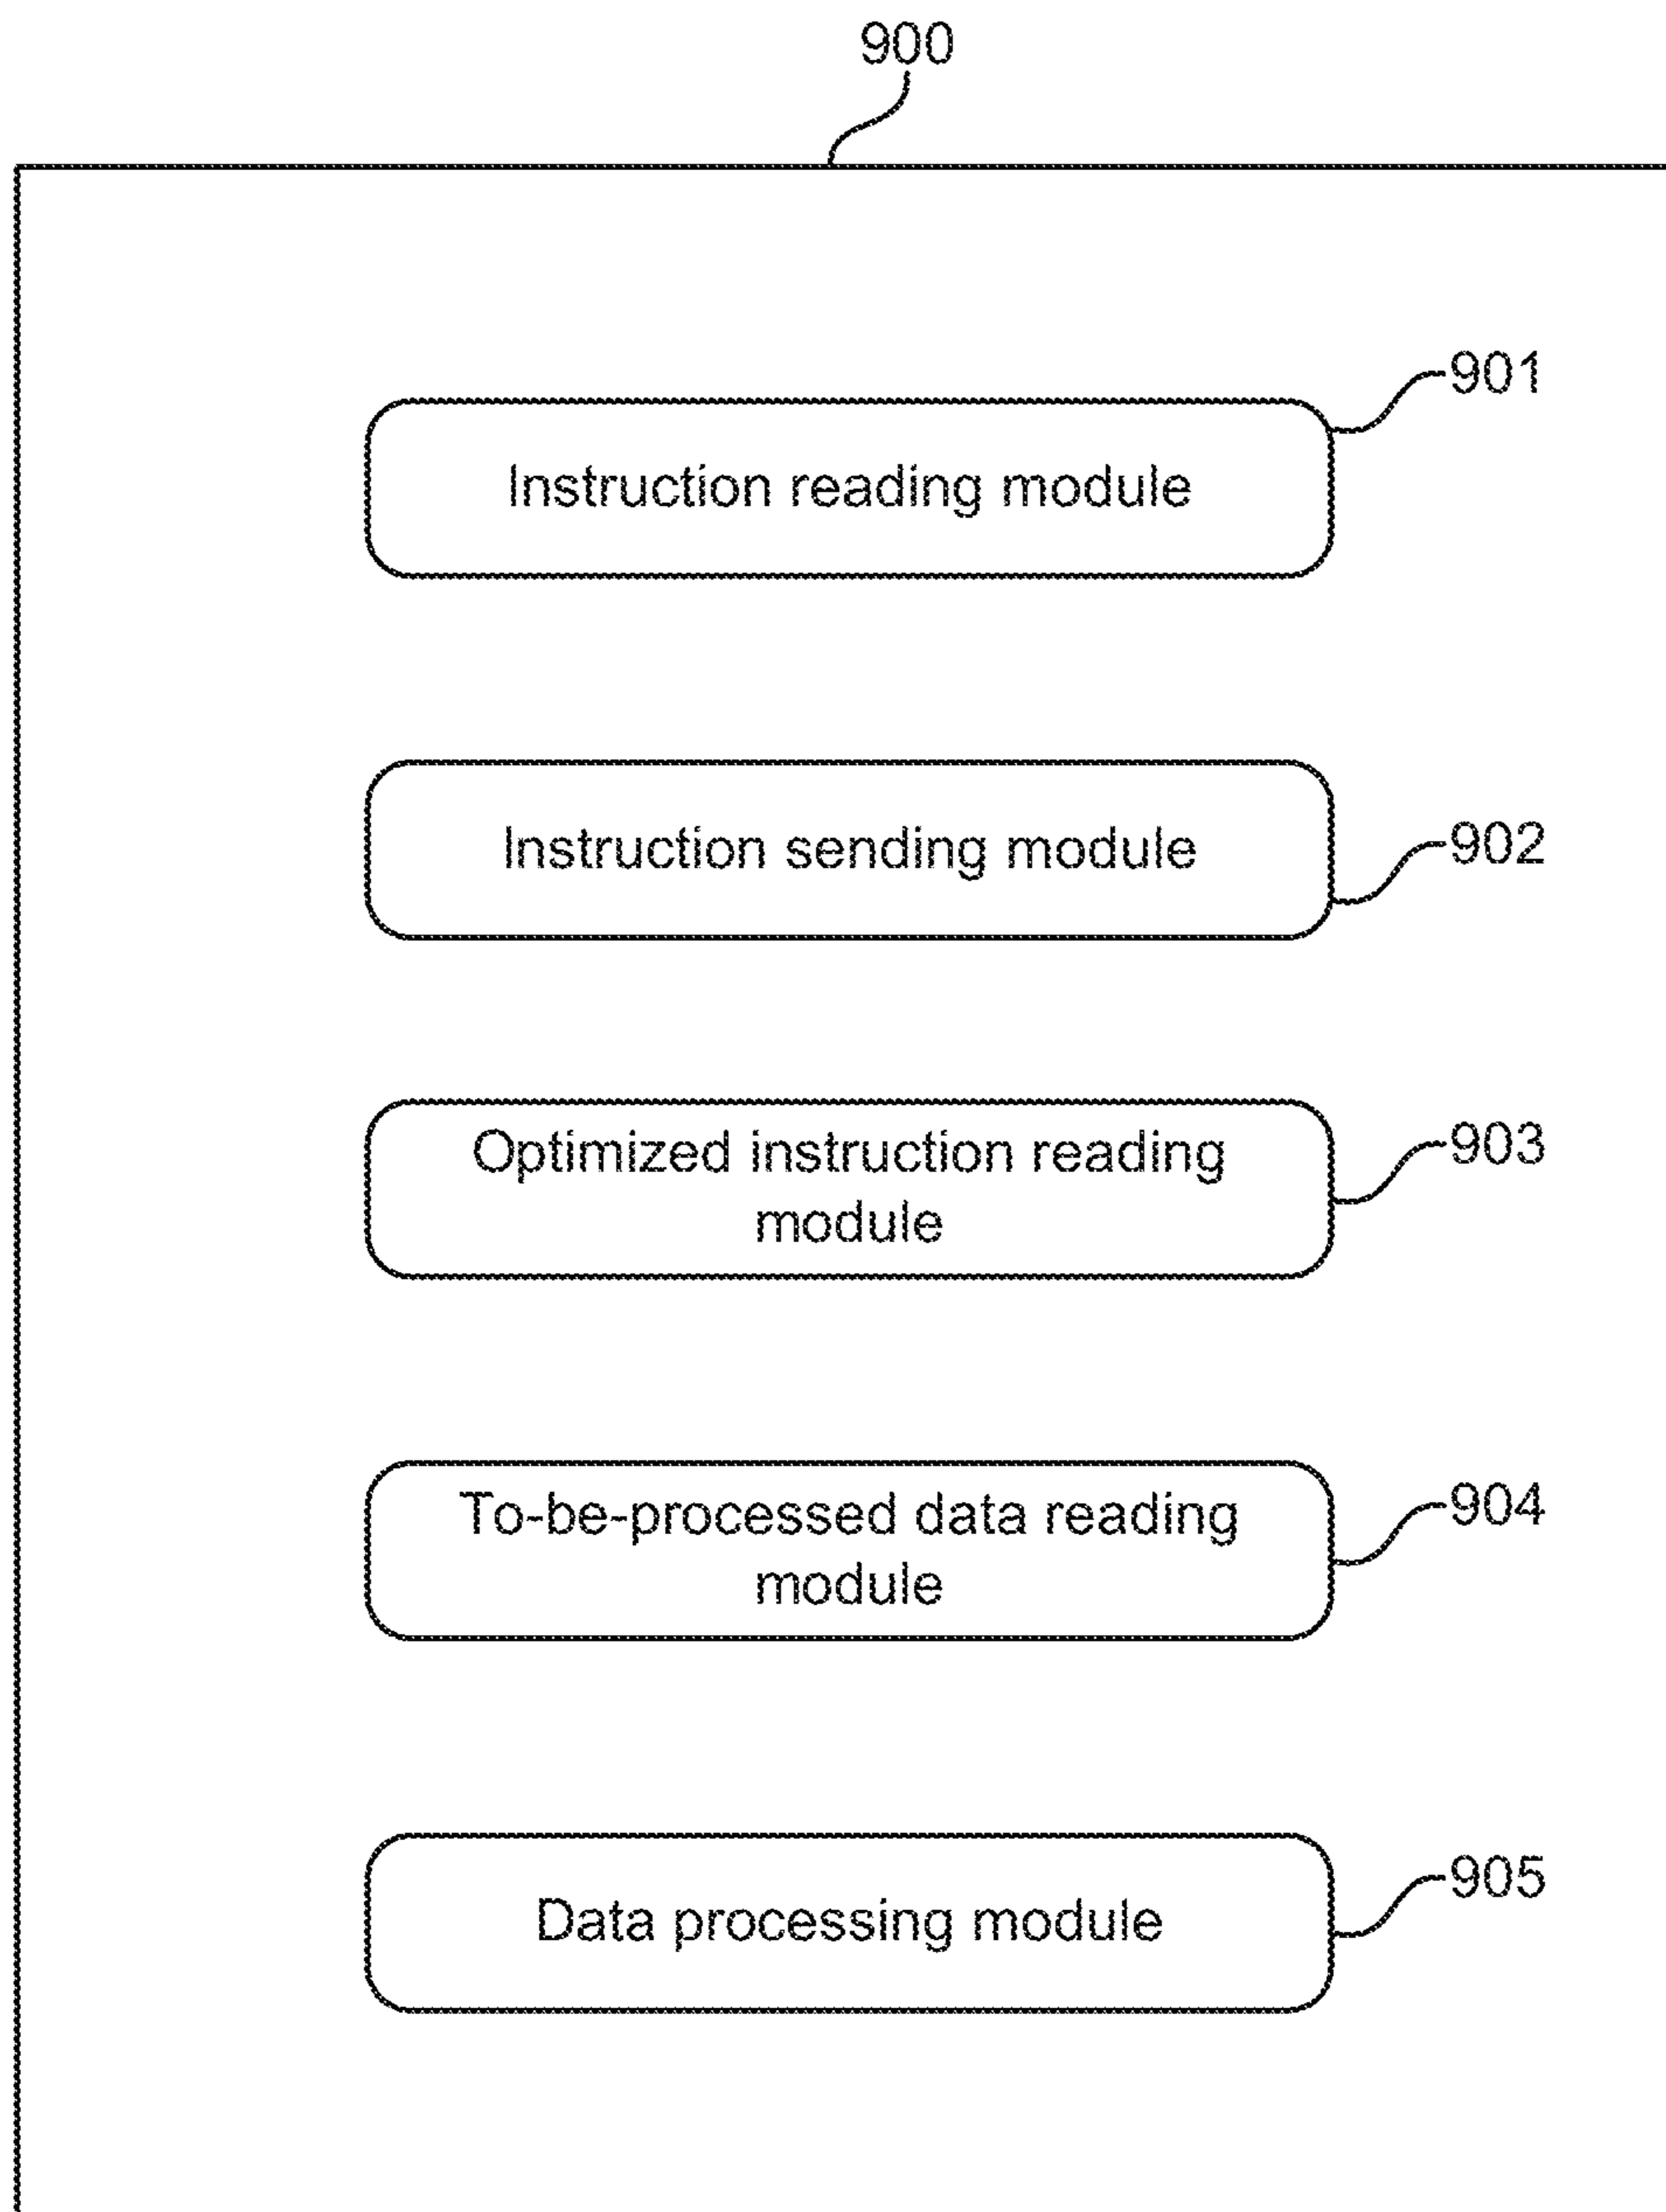 900
901
Instruction reading module
Instruction sending module
902
Optimized instruction reading
module
903
To-be-processed data reading
module
904
Data processing module
905